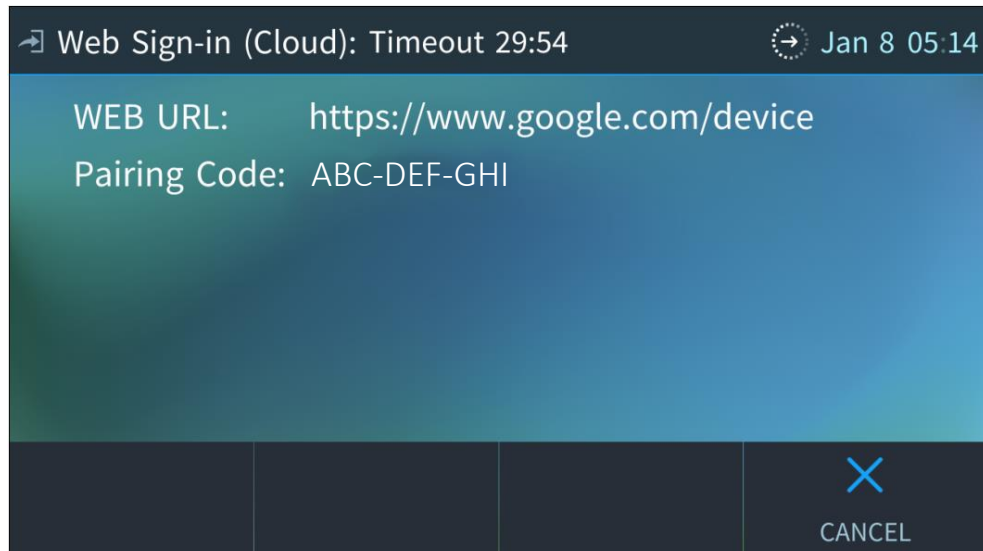 Web Sign-in (Cloud): Timeout 29:54 Jan 8 05:14
WEB URL: https://www.google.com/device
Pairing Code: ABC-DEF-GHI
CANCEL